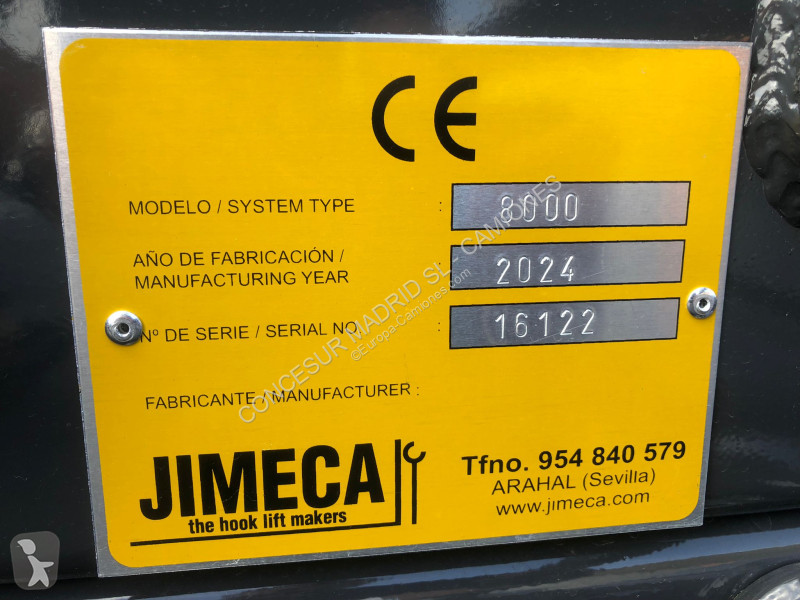 CE
MODELO / SYSTEM TYPE : 8000
AÑO DE FABRICACIÓN /
MANUFACTURING YEAR : 2024
Nº DE SERIE / SERIAL NO : 16122
FABRICANTE / MANUFACTURER :
JIMECA
the hook lift makers
Tfno. 954 840 579
ARAHAL (Sevilla)
www.jimeca.com
CONCESUR MADRID SL - CAMIONES
©Europa-Camiones.com